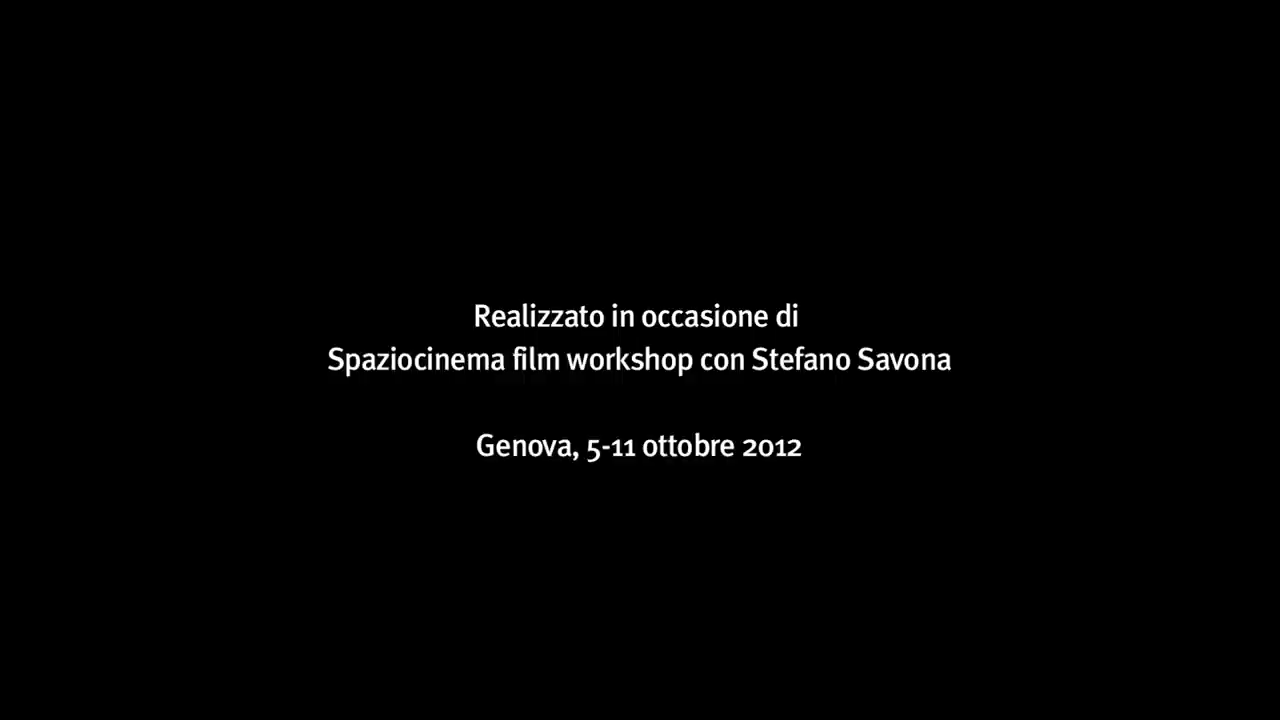 Realizzato in occasione di
Spaziocinema film workshop con Stefano Savona
Genova, 5-11 ottobre 2012